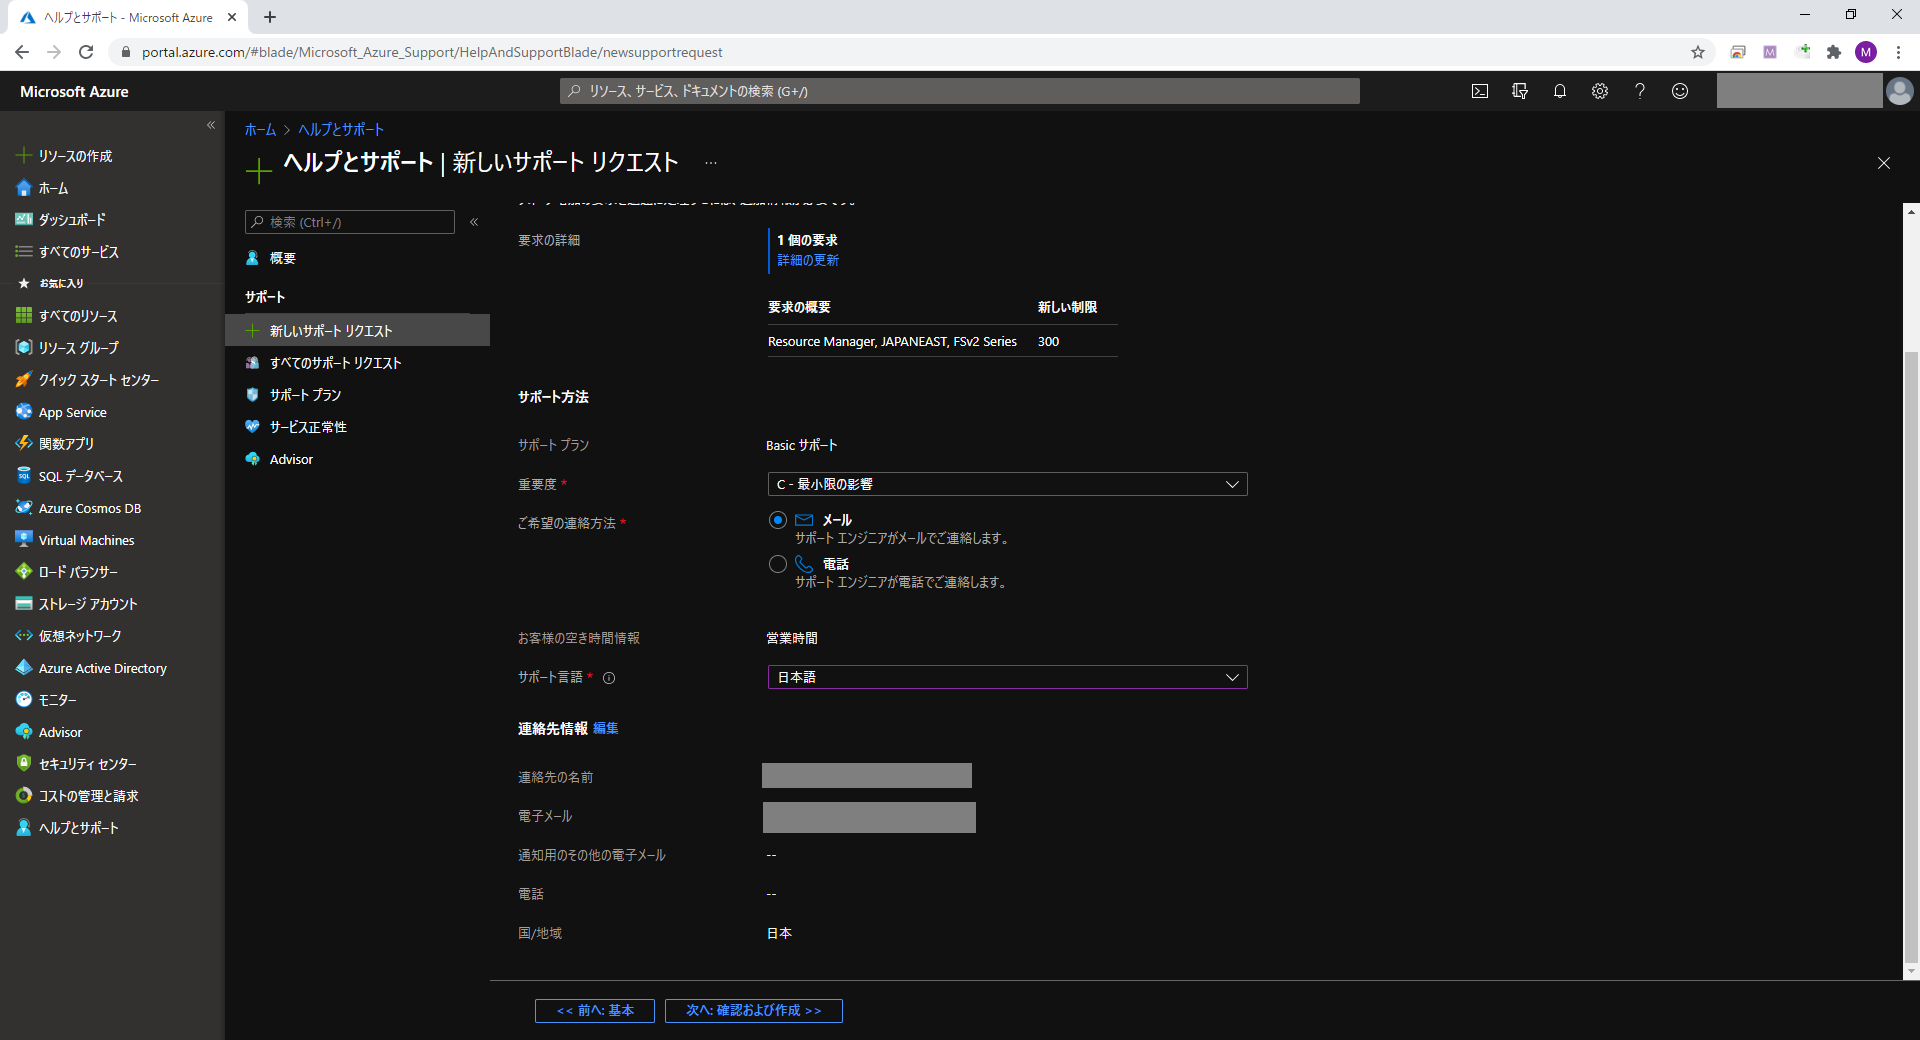 ヘルプとサポート - Microsoft Azure
portal.azure.com/#blade/Microsoft_Azure_Support/HelpAndSupportBlade/newsupportrequest
M
M
Microsoft Azure
リソース、サービス、ドキュメントの検索 (G+/)
リソースの作成
ホーム
ダッシュボード
すべてのサービス
お気に入り
すべてのリソース
リソース グループ
クイック スタート センター
App Service
関数アプリ
SQL データベース
Azure Cosmos DB
Virtual Machines
ロード バランサー
ストレージ アカウント
仮想ネットワーク
Azure Active Directory
モニター
Advisor
セキュリティ センター
コストの管理と請求
ヘルプとサポート
ホーム > ヘルプとサポート
ヘルプとサポート | 新しいサポート リクエスト ...
検索 (Ctrl+/)
概要
サポート
新しいサポート リクエスト
すべてのサポート リクエスト
サポート プラン
サービス正常性
Advisor
要求の詳細
1 個の要求
詳細の更新
要求の概要 新しい制限
Resource Manager, JAPANEAST, FSv2 Series 300
サポート方法
サポート プラン Basic サポート
重要度 * C - 最小限の影響
ご希望の連絡方法 * メール
サポート エンジニアがメールでご連絡します。
電話
サポート エンジニアが電話でご連絡します。
お客様の空き時間情報 営業時間
サポート言語 * 日本語
連絡先情報 編集
連絡先の名前
電子メール
通知用のその他の電子メール --
電話 --
国/地域 日本
<< 前へ: 基本 次へ: 確認および作成 >>